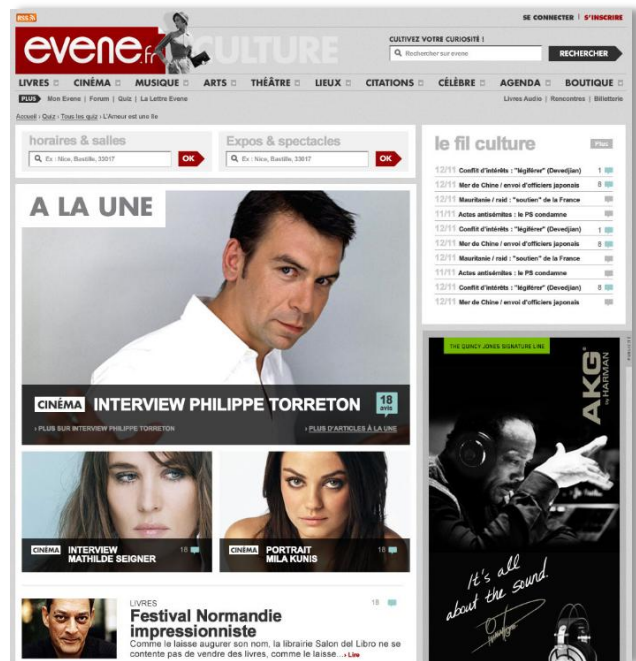 RSS
SE CONNECTER | S'INSCRIRE
evene.fr
CULTURE
CULTIVEZ VOTRE CURIOSITÉ !
Rechercher sur evene
RECHERCHER
LIVRES CINÉMA MUSIQUE ARTS THÉÂTRE LIEUX CITATIONS CÉLÈBRE AGENDA BOUTIQUE
PLUS Mon Evene | Forum | Quiz | La Lettre Evene
Livres Audio | Rencontres | Billetterie
Accueil › Quiz › Tous les quiz › L'Amour est une île
horaires & salles
Ex : Nice, Bastille, 33017
OK
Expos & spectacles
Ex : Nice, Bastille, 33017
OK
A LA UNE
CINÉMA INTERVIEW PHILIPPE TORRETON
18 avis
› PLUS SUR INTERVIEW PHILIPPE TORRETON
› PLUS D'ARTICLES À LA UNE
CINÉMA INTERVIEW
MATHILDE SEIGNER
18
CINÉMA PORTRAIT
MILA KUNIS
18
LIVRES
18
Festival Normandie
impressionniste
Comme le laisse augurer son nom, la librairie Salon del Libro ne se
contente pas de vendre des livres, comme le laisse...› Lire
le fil culture
Plus
12/11 Conflit d'intérêts : "légiférer" (Devedjian) 1
12/11 Mer de Chine / envoi d'officiers japonais 8
12/11 Mauritanie / raid : "soutien" de la France
11/11 Actes antisémites : le PS condamne
12/11 Conflit d'intérêts : "légiférer" (Devedjian) 1
12/11 Mer de Chine / envoi d'officiers japonais 8
12/11 Mauritanie / raid : "soutien" de la France
11/11 Actes antisémites : le PS condamne
12/11 Conflit d'intérêts : "légiférer" (Devedjian) 8
12/11 Mer de Chine / envoi d'officiers japonais
PUBLICITÉ
THE QUINCY JONES SIGNATURE LINE
AKG
by HARMAN
It's all
about the sound.